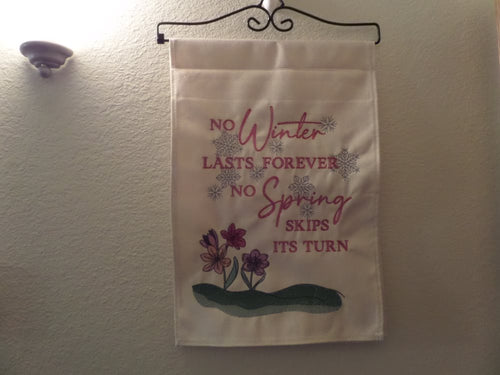 NO Winter
LASTS FOREVER
NO Spring
SKIPS
ITS TURN